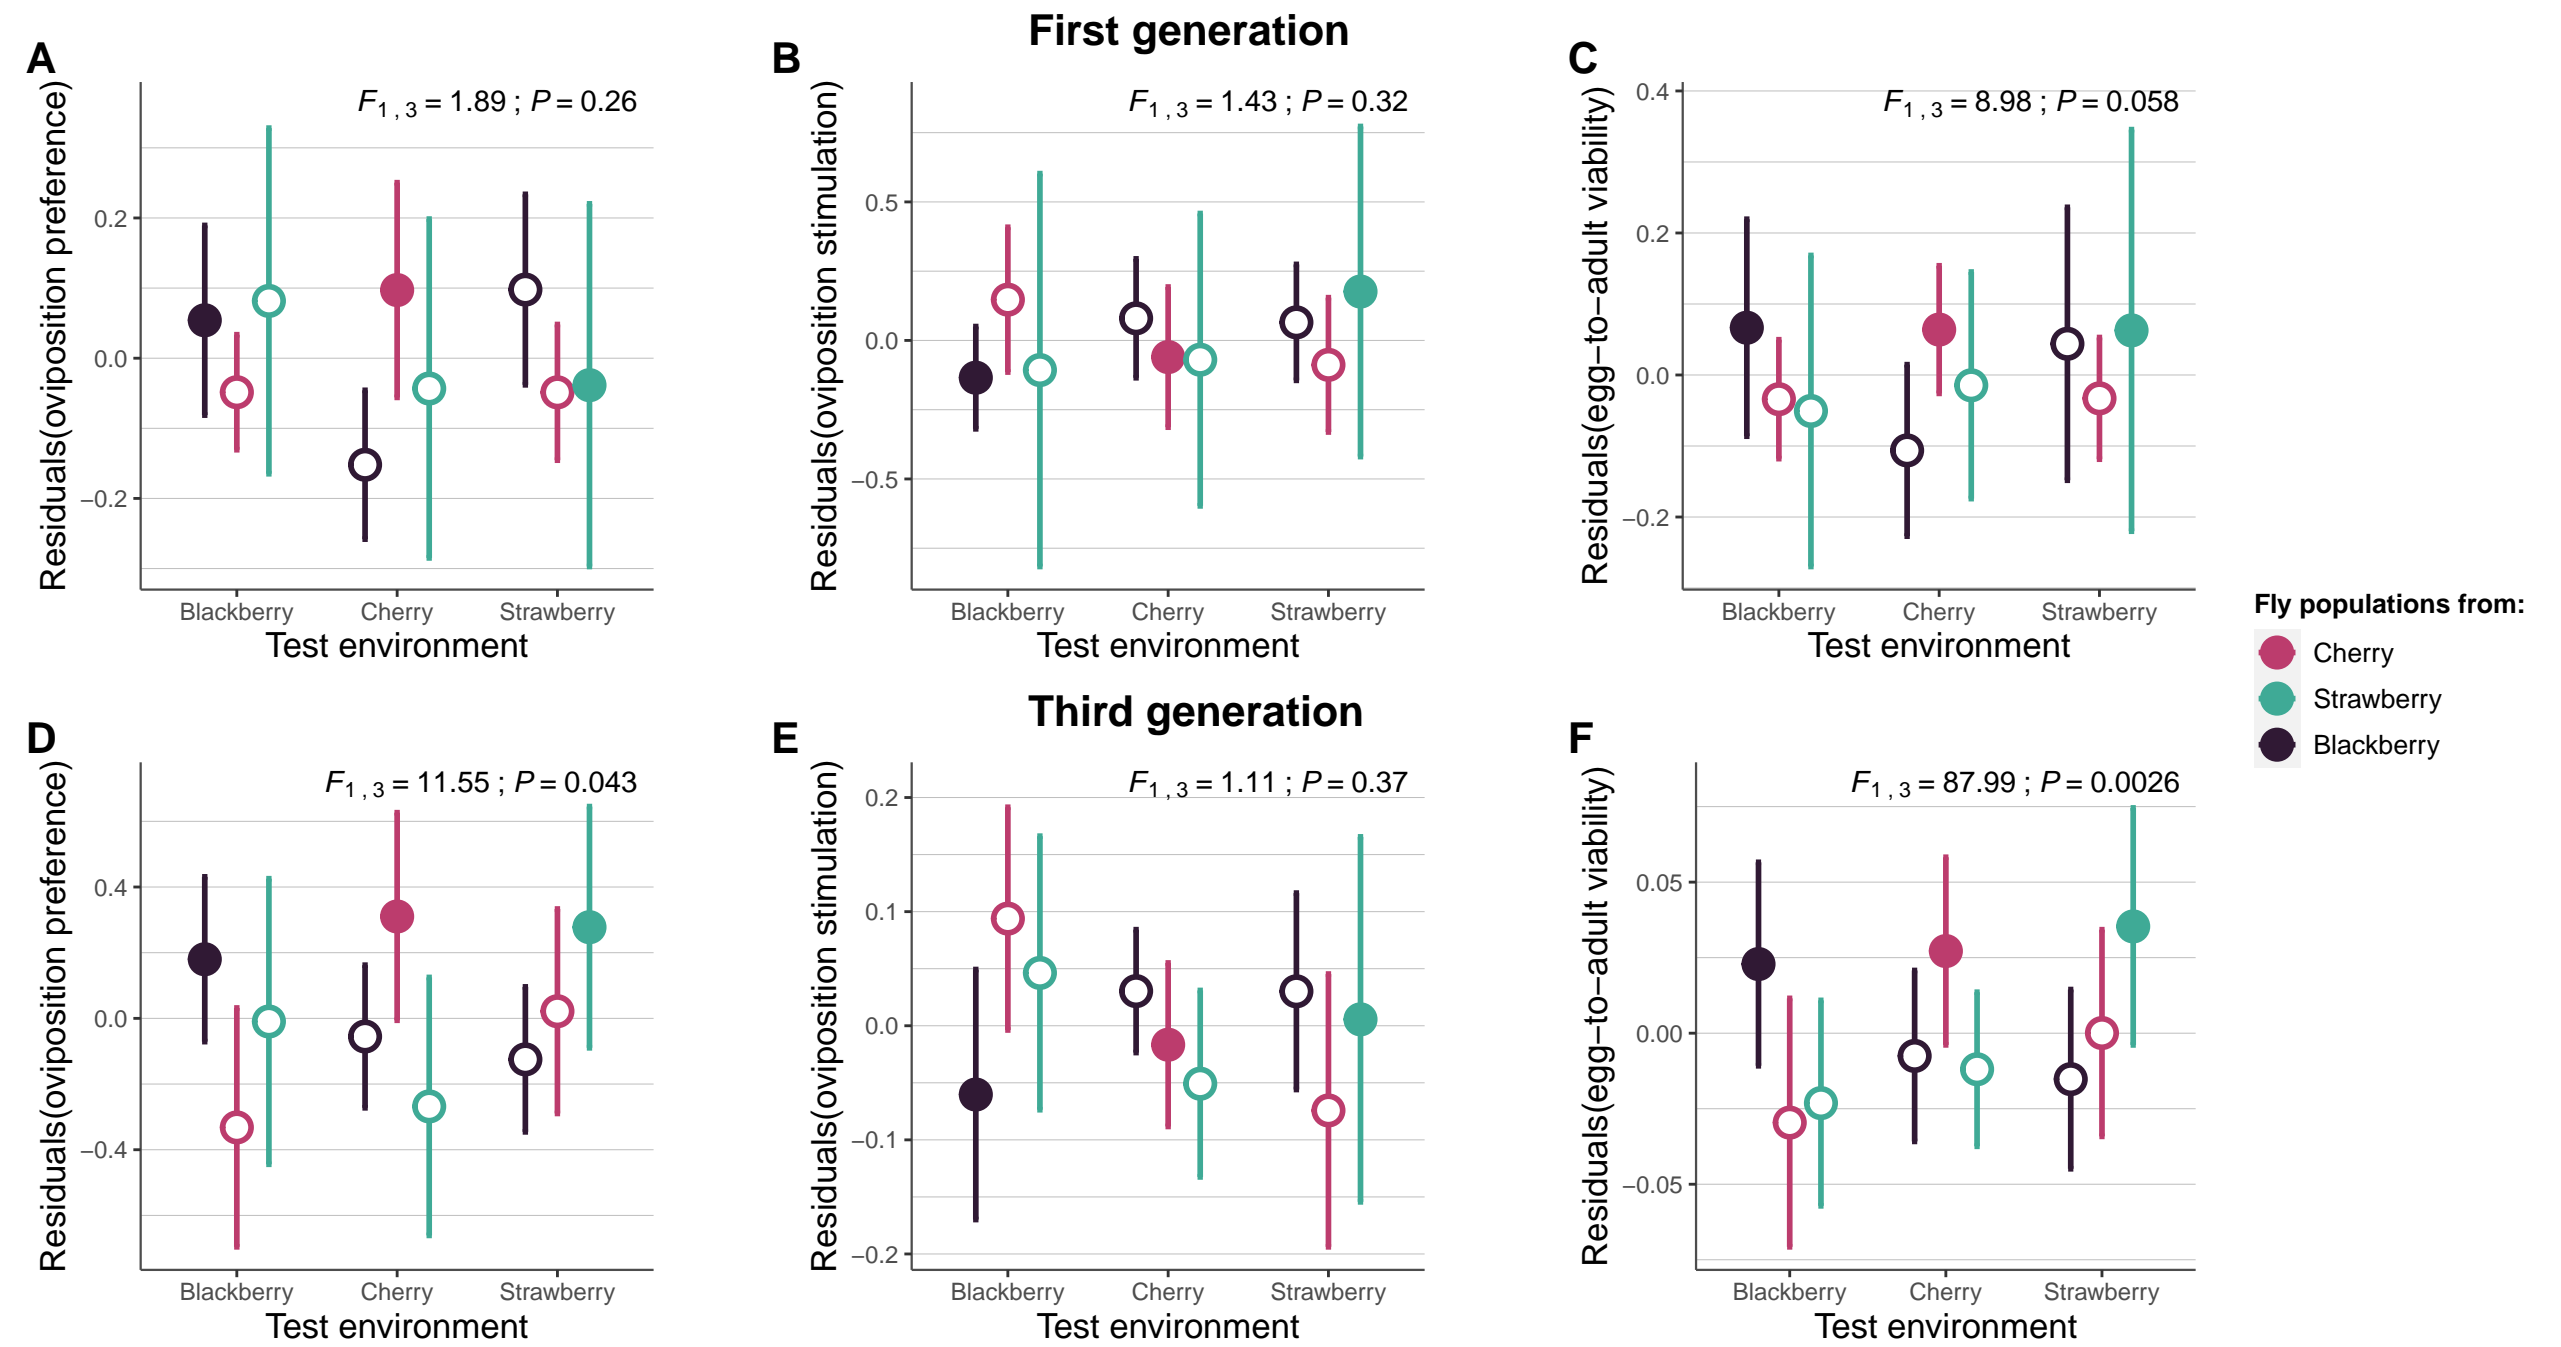 First generation
A
B
C
F1 , 3 = 1.89 ; P = 0.26
F1 , 3 = 1.43 ; P = 0.32
F1 , 3 = 8.98 ; P = 0.058
Residuals(oviposition preference)
0.2
0.0
−0.2
Blackberry Cherry Strawberry
Test environment
Residuals(oviposition stimulation)
0.5
0.0
−0.5
Blackberry Cherry Strawberry
Test environment
Residuals(egg−to−adult viability)
0.4
0.2
0.0
−0.2
Blackberry Cherry Strawberry
Test environment
Fly populations from:
Cherry
Strawberry
Blackberry
Third generation
D
E
F
F1 , 3 = 11.55 ; P = 0.043
F1 , 3 = 1.11 ; P = 0.37
F1 , 3 = 87.99 ; P = 0.0026
Residuals(oviposition preference)
0.4
0.0
−0.4
Blackberry Cherry Strawberry
Test environment
Residuals(oviposition stimulation)
0.2
0.1
0.0
−0.1
−0.2
Blackberry Cherry Strawberry
Test environment
Residuals(egg−to−adult viability)
0.05
0.00
−0.05
Blackberry Cherry Strawberry
Test environment